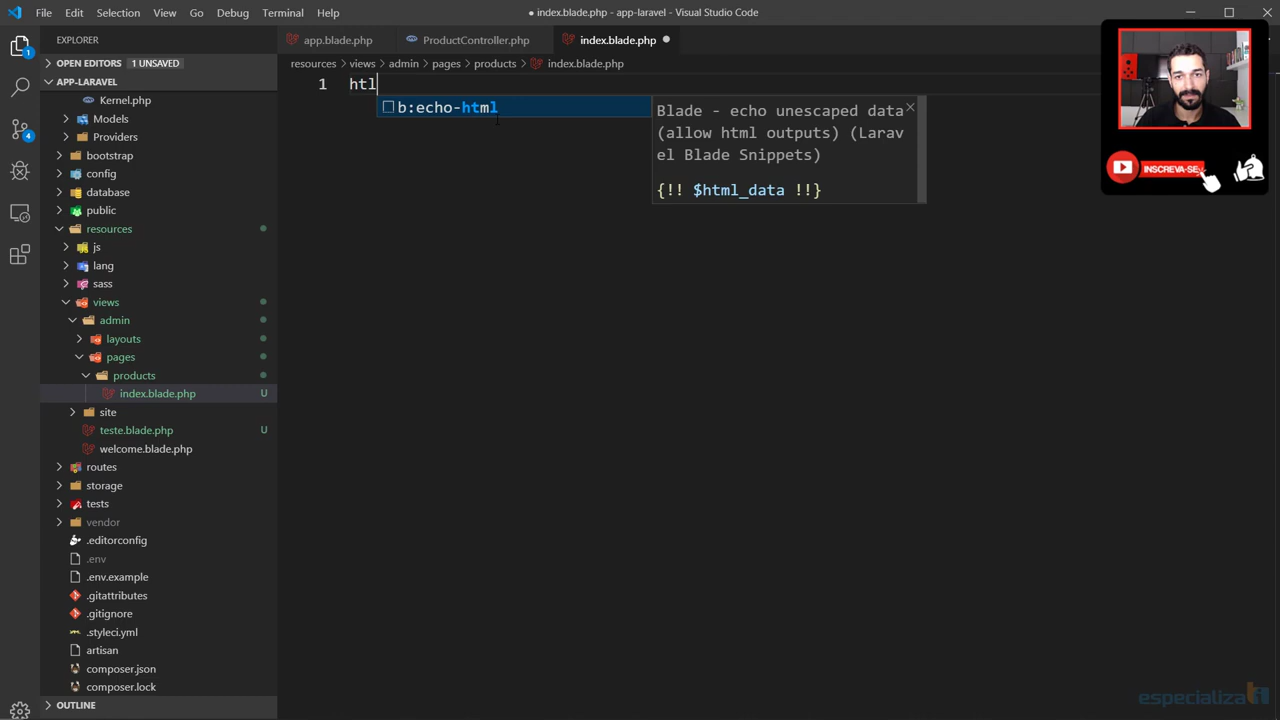 File Edit Selection View Go Debug Terminal Help
● index.blade.php - app-laravel - Visual Studio Code
EXPLORER
app.blade.php
ProductController.php
index.blade.php
OPEN EDITORS 1 UNSAVED
resources > views > admin > pages > products > index.blade.php
APP-LARAVEL
1 htl
b:echo-html
Blade - echo unescaped data
(allow html outputs) (Larav
el Blade Snippets)
{!! $html_data !!}
INSCREVA-SE
1
4
Kernel.php
Models
Providers
bootstrap
config
database
public
resources
js
lang
sass
views
admin
layouts
pages
products
index.blade.php U
site
teste.blade.php U
welcome.blade.php
routes
storage
tests
vendor
.editorconfig
.env
.env.example
.gitattributes
.gitignore
.styleci.yml
artisan
composer.json
composer.lock
OUTLINE
especializati